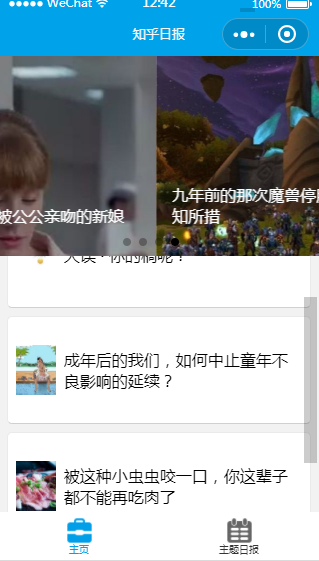 WeChat 12:42 100%
知乎日报
被公公亲吻的新娘
九年前的那次魔兽停
知所措
大误 · 你的稿呢？
成年后的我们，如何中止童年不
良影响的延续？
被这种小虫虫咬一口，你这辈子
都不能再吃肉了
主页
主题日报